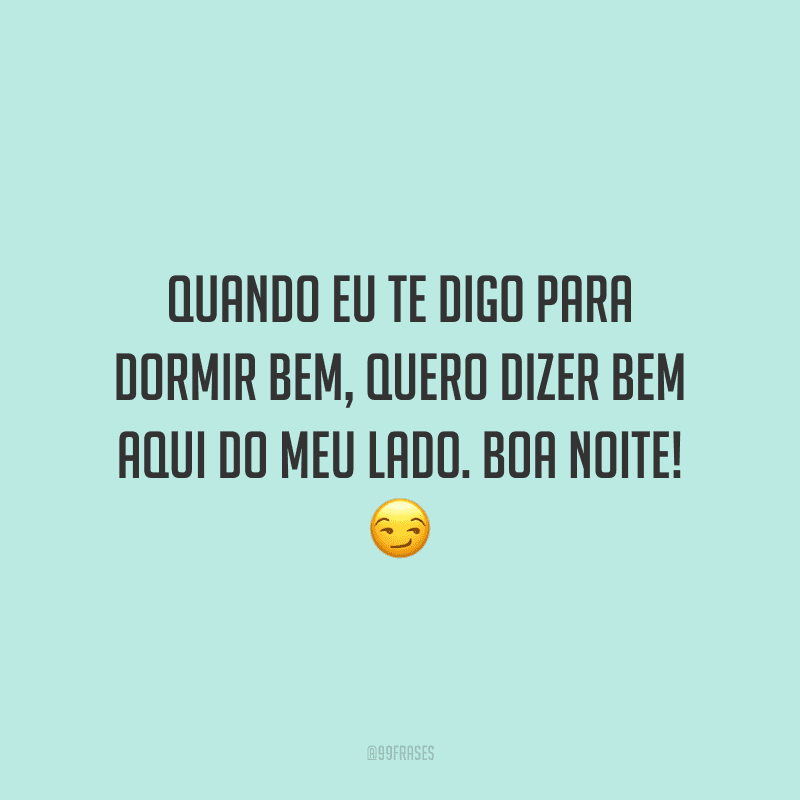 QUANDO EU TE DIGO PARA
DORMIR BEM, QUERO DIZER BEM
AQUI DO MEU LADO. BOA NOITE!
😏
@99FRASES